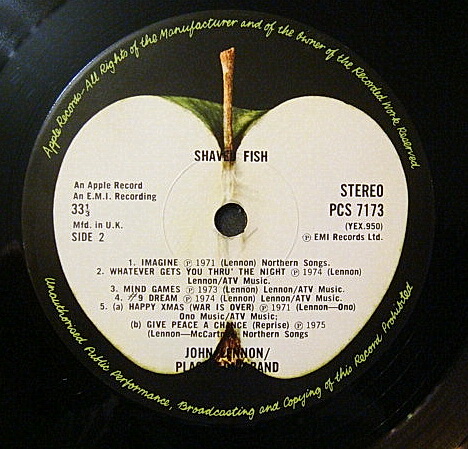 Apple Records-All Rights of the Manufacturer and of the Owner of the Recorded Work Reserved
SHAVED FISH
An Apple Record
An E.M.I. Recording
33⅓
Mfd. in U.K.
SIDE 2
STEREO
PCS 7173
(YEX.950)
℗ EMI Records Ltd.
1. IMAGINE ℗ 1971 (Lennon) Northern Songs.
2. WHATEVER GETS YOU THRU' THE NIGHT ℗ 1974 (Lennon)
Lennon/ATV Music.
3. MIND GAMES ℗ 1973 (Lennon) Lennon/ATV Music.
4. #9 DREAM ℗ 1974 (Lennon) Lennon/ATV Music.
5. (a) HAPPY XMAS (WAR IS OVER) ℗ 1971 (Lennon—Ono)
Ono Music/ATV Music;
(b) GIVE PEACE A CHANCE (Reprise) ℗ 1975
(Lennon—McCartney) Northern Songs
JOHN LENNON/
PLASTIC ONO BAND
Unauthorised Public Performance, Broadcasting and Copying of this Record Prohibited